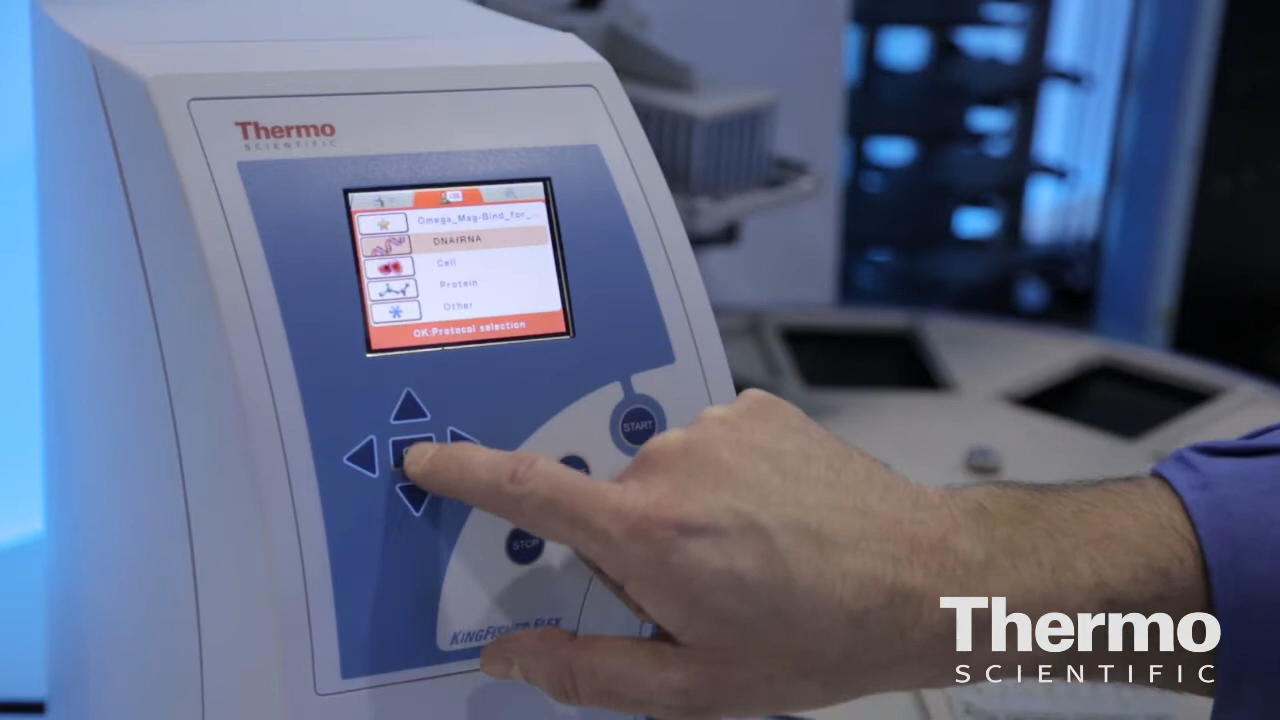 Thermo
SCIENTIFIC
Omega_Mag-Bind_for_...
DNA/RNA
Cell
Protein
Other
OK:Protocol selection
START
STOP
KINGFISHER FLEX
Thermo
SCIENTIFIC